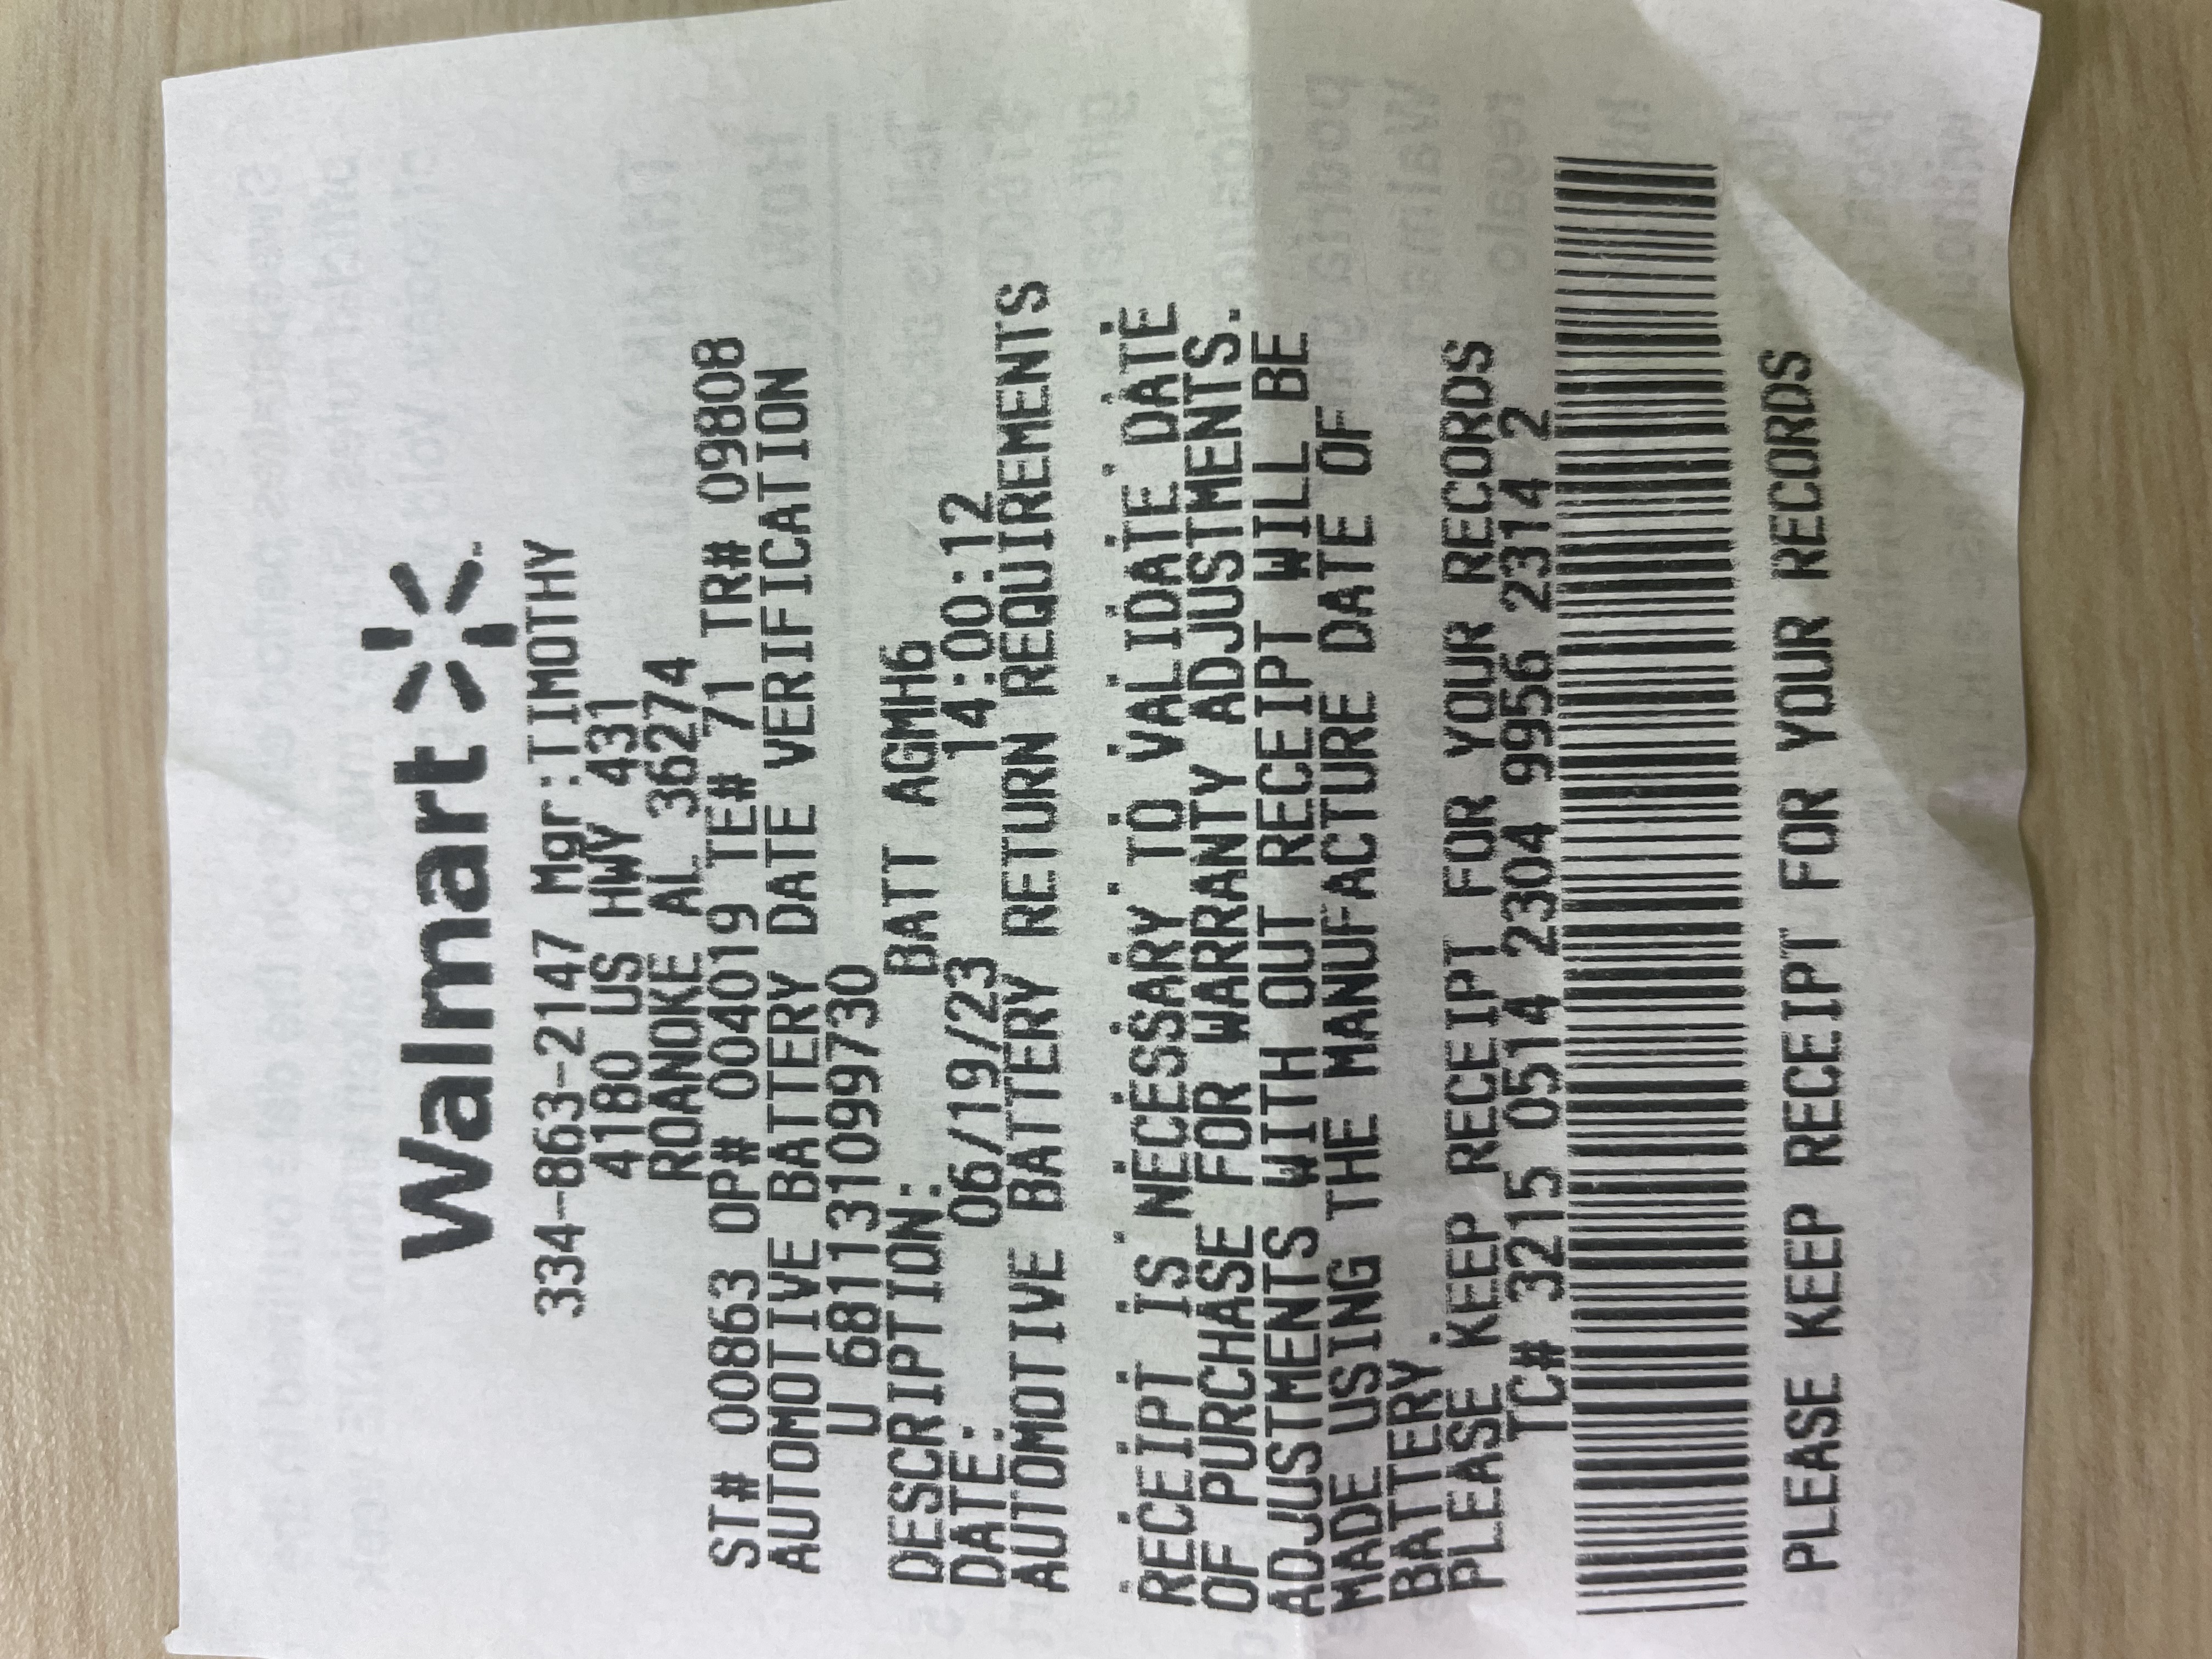 Walmart
334-863-2147 Mgr:TIMOTHY
4180 US HWY 431
ROANOKE AL 36274
ST# 00863 OP# 004019 TE# 71 TR# 09808
AUTOMOTIVE BATTERY DATE VERIFICATION
U 681131099730
DESCRIPTION: BATT AGMH6
DATE: 06/19/23 14:00:12
AUTOMOTIVE BATTERY RETURN REQUIREMENTS
RECEIPT IS NECESSARY TO VALIDATE DATE
OF PURCHASE FOR WARRANTY ADJUSTMENTS.
ADJUSTMENTS WITH OUT RECEIPT WILL BE
MADE USING THE MANUFACTURE DATE OF
BATTERY.
PLEASE KEEP RECEIPT FOR YOUR RECORDS
TC# 3215 0514 2304 9956 2314 2
PLEASE KEEP RECEIPT FOR YOUR RECORDS